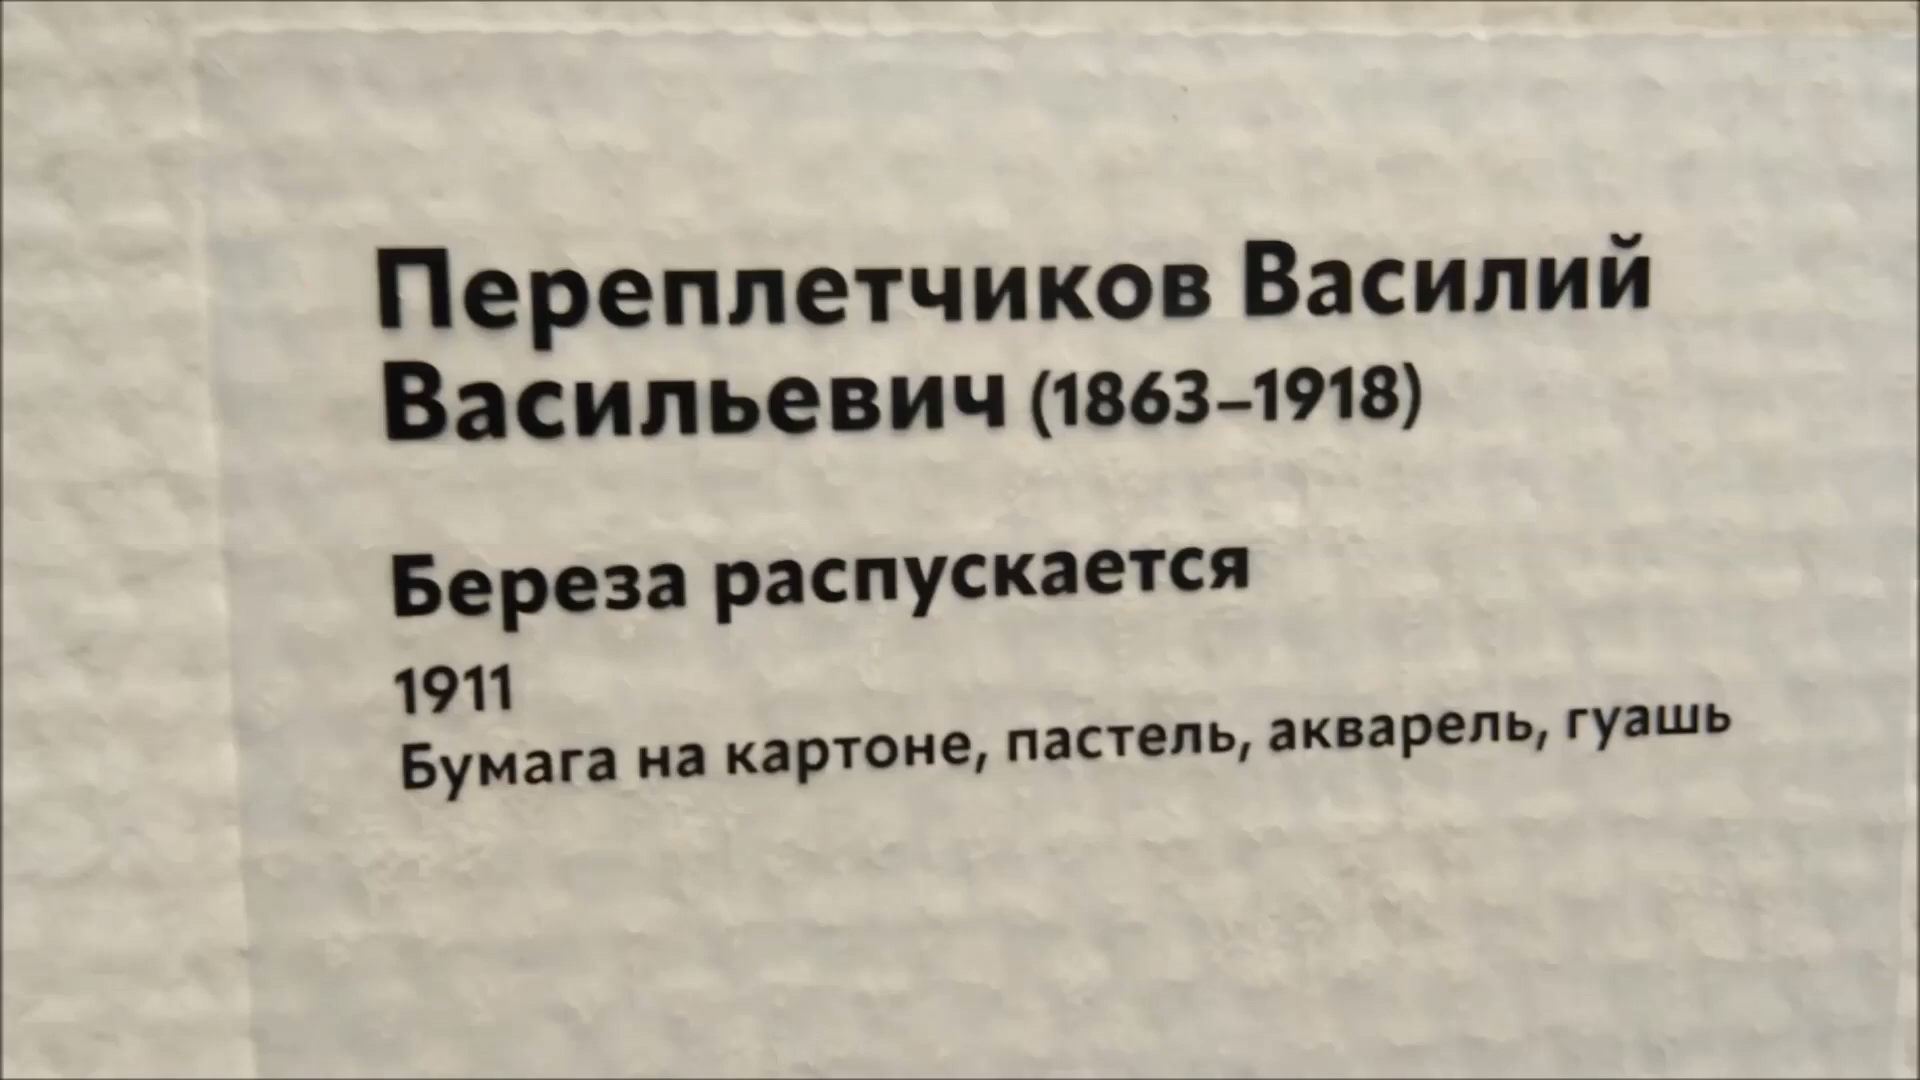 Переплетчиков Василий
Васильевич (1863–1918)
Береза распускается
1911
Бумага на картоне, пастель, акварель, гуашь